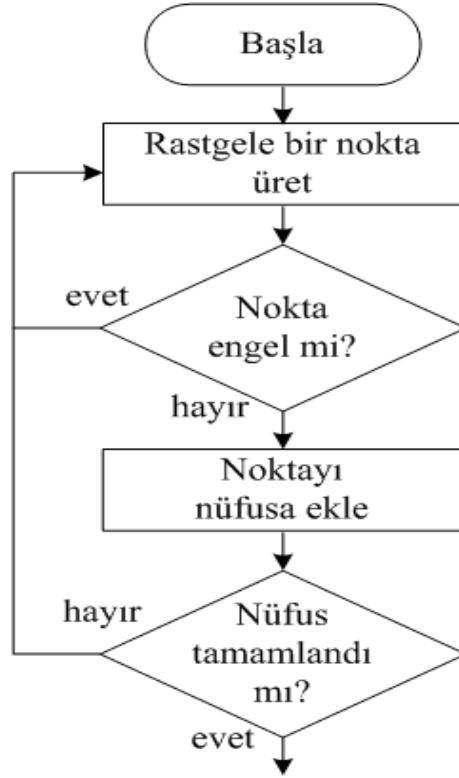 Başla
Rastgele bir nokta
üret
evet
Nokta
engel mi?
hayır
Noktayı
nüfusa ekle
hayır
Nüfus
tamamlandı
mı?
evet